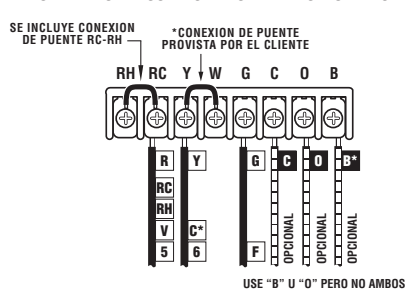 SE INCLUYE CONEXION
DE PUENTE RC-RH
*CONEXION DE PUENTE
PROVISTA POR EL CLIENTE
RH RC Y W G C O B
R Y G C O B*
RC
RH
V C*
5 6 F
OPCIONAL OPCIONAL OPCIONAL
USE “B” U “O” PERO NO AMBOS